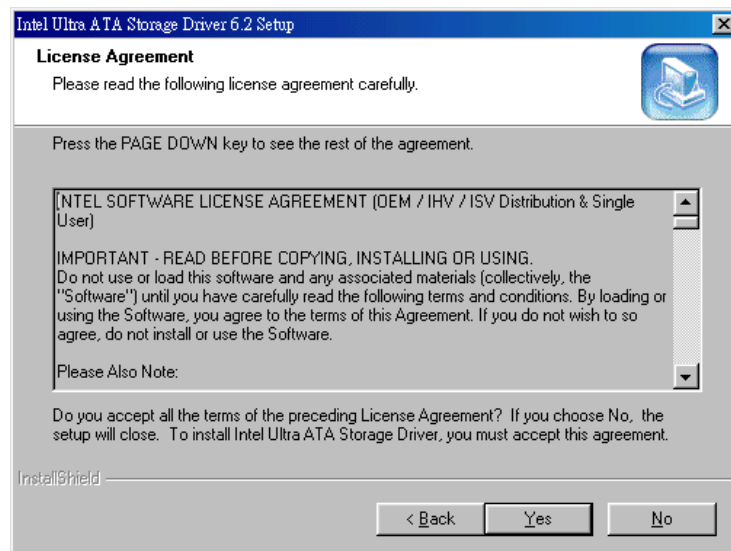 Intel Ultra ATA Storage Driver 6.2 Setup
License Agreement
Please read the following license agreement carefully.
Press the PAGE DOWN key to see the rest of the agreement.
INTEL SOFTWARE LICENSE AGREEMENT (OEM / IHV / ISV Distribution & Single
User)
IMPORTANT - READ BEFORE COPYING, INSTALLING OR USING.
Do not use or load this software and any associated materials (collectively, the
"Software") until you have carefully read the following terms and conditions. By loading or
using the Software, you agree to the terms of this Agreement. If you do not wish to so
agree, do not install or use the Software.
Please Also Note:
Do you accept all the terms of the preceding License Agreement? If you choose No, the
setup will close. To install Intel Ultra ATA Storage Driver, you must accept this agreement.
InstallShield
< Back
Yes
No